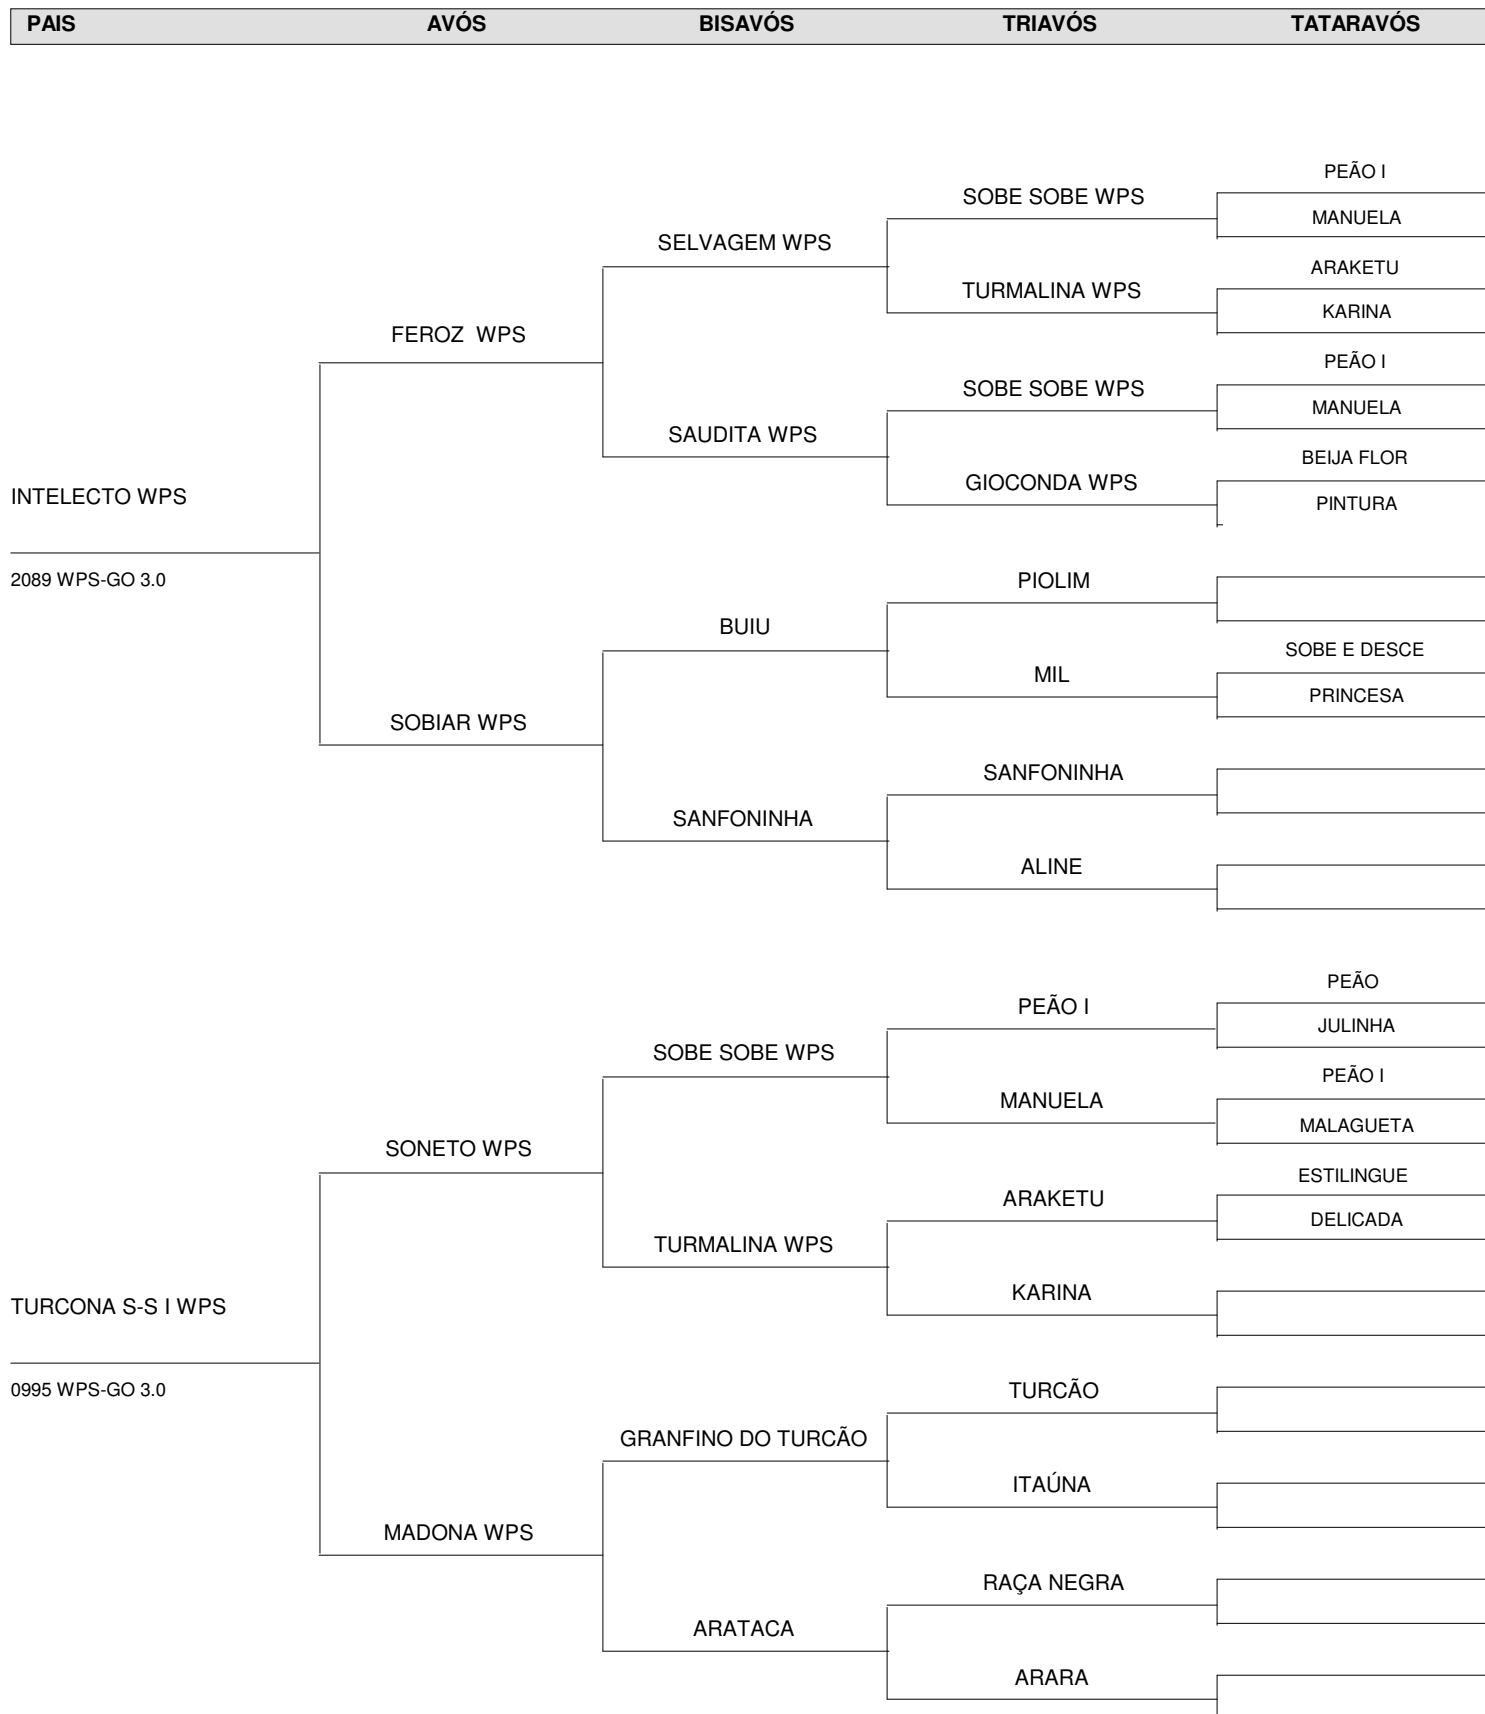 PAIS AVÓS BISAVÓS TRIAVÓS TATARAVÓS
PEÃO I
SOBE SOBE WPS
MANUELA
SELVAGEM WPS
ARAKETU
TURMALINA WPS
KARINA
FEROZ WPS
PEÃO I
SOBE SOBE WPS
MANUELA
SAUDITA WPS
BEIJA FLOR
GIOCONDA WPS
INTELECTO WPS
PINTURA
2089 WPS-GO 3.0
PIOLIM
BUIU
SOBE E DESCE
MIL
PRINCESA
SOBIAR WPS
SANFONINHA
SANFONINHA
ALINE
PEÃO
PEÃO I
JULINHA
SOBE SOBE WPS
PEÃO I
MANUELA
MALAGUETA
SONETO WPS
ESTILINGUE
ARAKETU
DELICADA
TURMALINA WPS
KARINA
TURCONA S-S I WPS
0995 WPS-GO 3.0
TURCÃO
GRANFINO DO TURCÃO
ITAÚNA
MADONA WPS
RAÇA NEGRA
ARATACA
ARARA